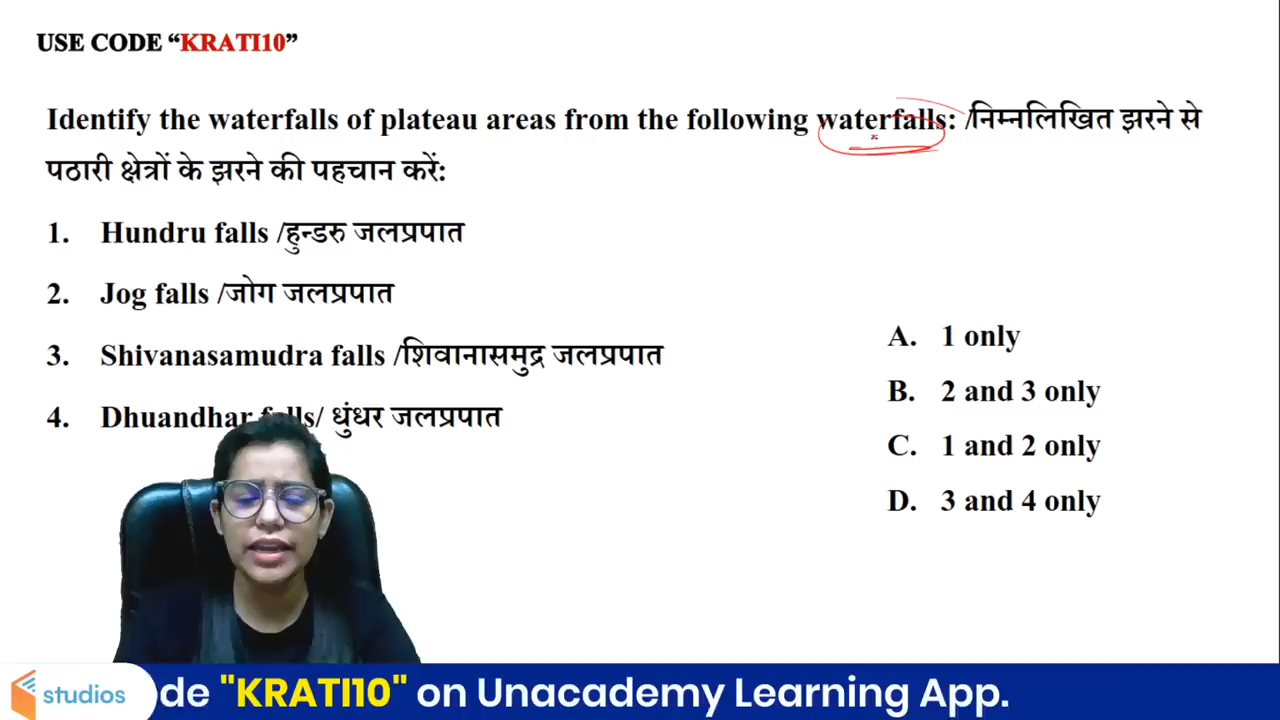 USE CODE “KRATI10”
Identify the waterfalls of plateau areas from the following waterfalls: /निम्नलिखित झरने से
पठारी क्षेत्रों के झरने की पहचान करें:
1. Hundru falls /हुन्डरु जलप्रपात
2. Jog falls /जोग जलप्रपात
3. Shivanasamudra falls /शिवानासमुद्र जलप्रपात
4. Dhuandhar falls/ धुंधर जलप्रपात
A. 1 only
B. 2 and 3 only
C. 1 and 2 only
D. 3 and 4 only
studios
de "KRATI10" on Unacademy Learning App.